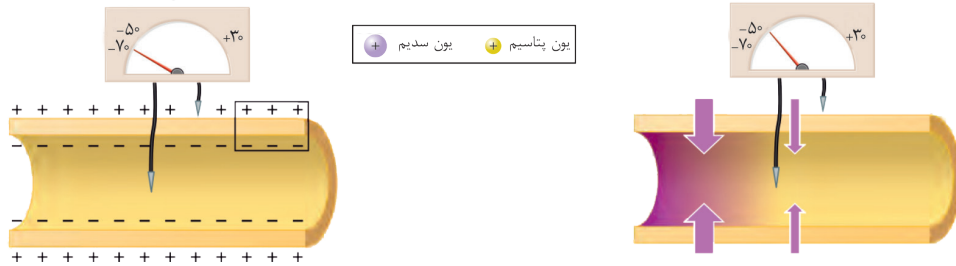 -۵۰
-۷۰
+۳۰
یون پتاسیم + یون سدیم +
-۵۰
-۷۰
+۳۰
+ + + + + + + + + + + + +
− − − − − − − − − − − −
− − − − − − − − − − − −
+ + + + + + + + + + + + +